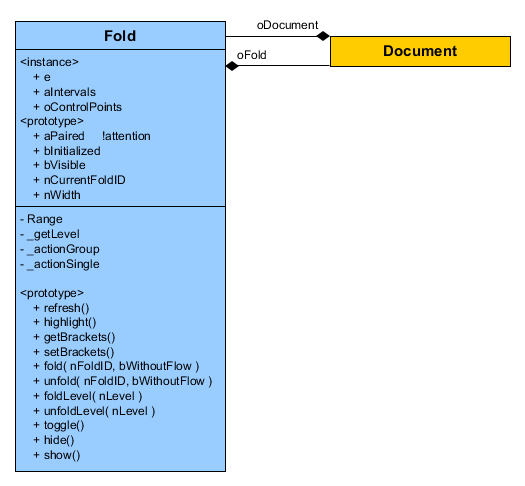 Fold
oDocument
Document
oFold
<instance>
+ e
+ aIntervals
+ oControlPoints
<prototype>
+ aPaired !attention
+ bInitialized
+ bVisible
+ nCurrentFoldID
+ nWidth
- Range
- _getLevel
- _actionGroup
- _actionSingle
<prototype>
+ refresh()
+ highlight()
+ getBrackets()
+ setBrackets()
+ fold( nFoldID, bWithoutFlow )
+ unfold( nFoldID, bWithoutFlow )
+ foldLevel( nLevel )
+ unfoldLevel( nLevel )
+ toggle()
+ hide()
+ show()